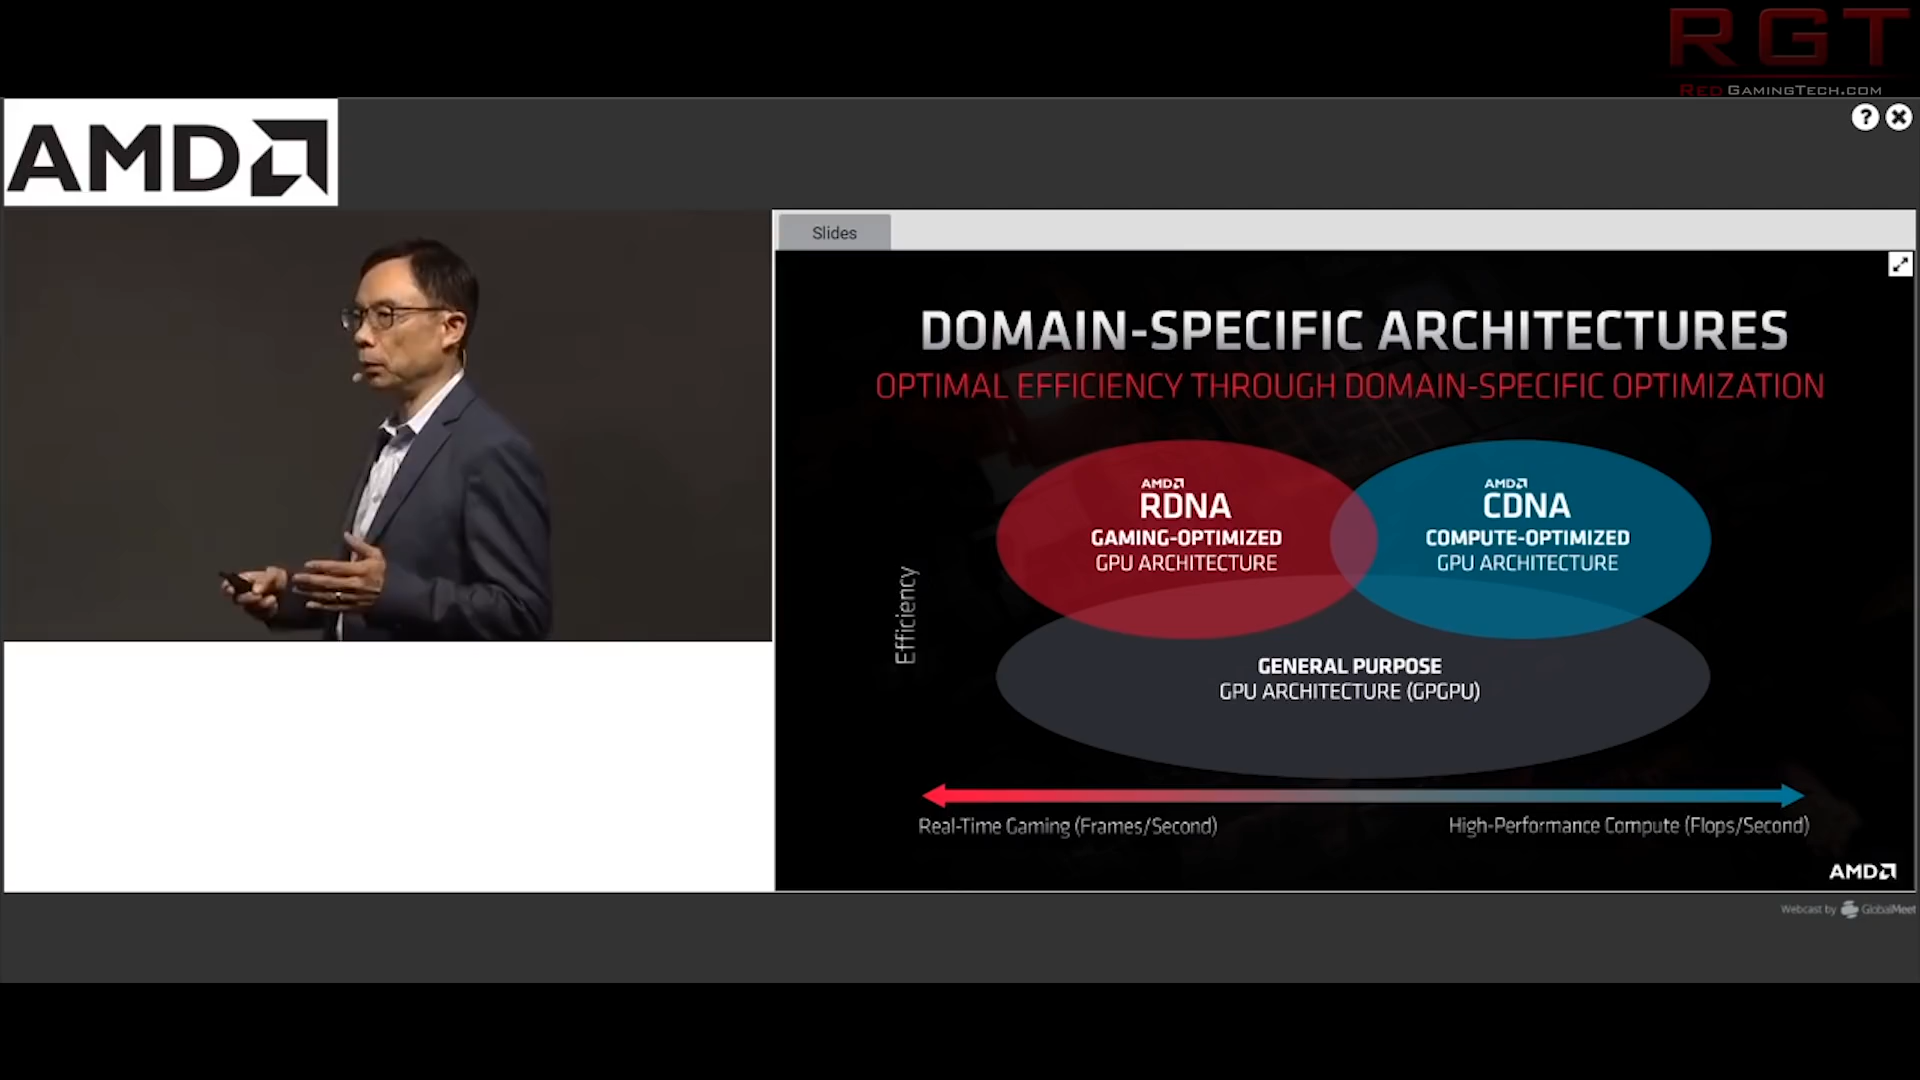 RGT
REDGAMINGTECH.COM
AMD
Slides
DOMAIN-SPECIFIC ARCHITECTURES
OPTIMAL EFFICIENCY THROUGH DOMAIN-SPECIFIC OPTIMIZATION
AMD
RDNA
GAMING-OPTIMIZED
GPU ARCHITECTURE
AMD
CDNA
COMPUTE-OPTIMIZED
GPU ARCHITECTURE
Efficiency
GENERAL PURPOSE
GPU ARCHITECTURE (GPGPU)
Real-Time Gaming (Frames/Second)
High-Performance Compute (Flops/Second)
AMD
Webcast by GlobalMeet